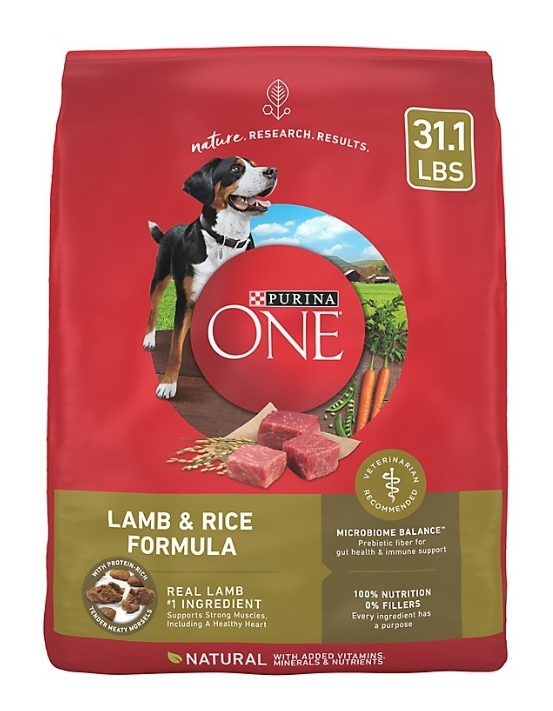 nature. RESEARCH. RESULTS.
31.1
LBS
PURINA
ONE
VETERINARIAN
RECOMMENDED
LAMB & RICE
FORMULA
MICROBIOME BALANCE™
Prebiotic fiber for
gut health & immune support
WITH PROTEIN-RICH
TENDER MEATY MORSELS
REAL LAMB
#1 INGREDIENT
Supports Strong Muscles,
Including A Healthy Heart
100% NUTRITION
0% FILLERS
Every ingredient has
a purpose
NATURAL WITH ADDED VITAMINS,
MINERALS & NUTRIENTS